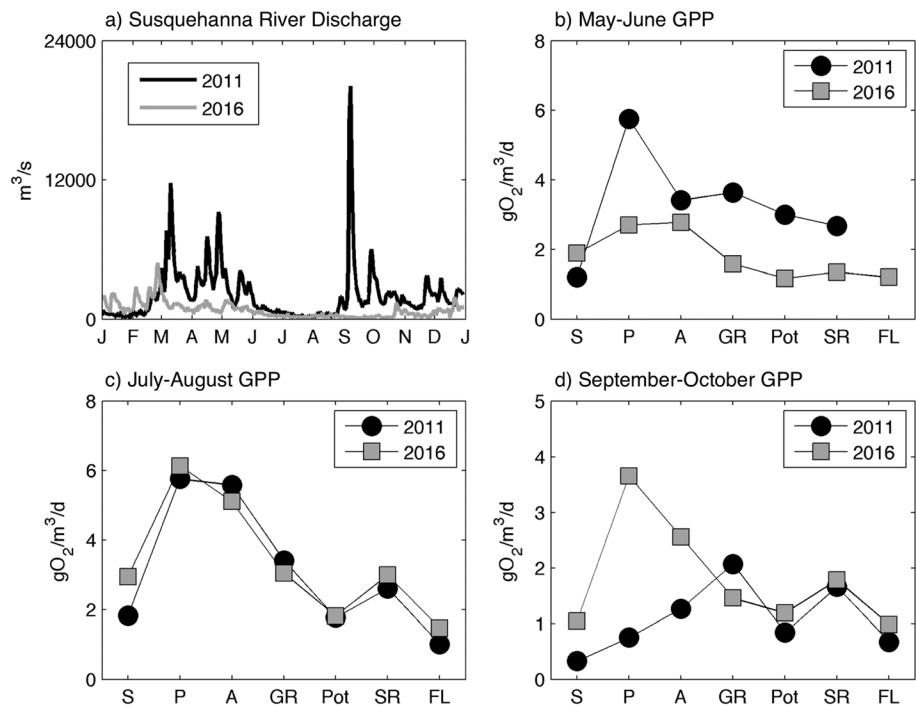 a) Susquehanna River Discharge
24000
12000
0
m³/s
2011
2016
J F M A M J J A S O N D J
b) May-June GPP
8
6
4
2
0
gO₂/m³/d
2011
2016
S P A GR Pot SR FL
c) July-August GPP
8
6
4
2
0
gO₂/m³/d
2011
2016
S P A GR Pot SR FL
d) September-October GPP
5
4
3
2
1
0
gO₂/m³/d
2011
2016
S P A GR Pot SR FL